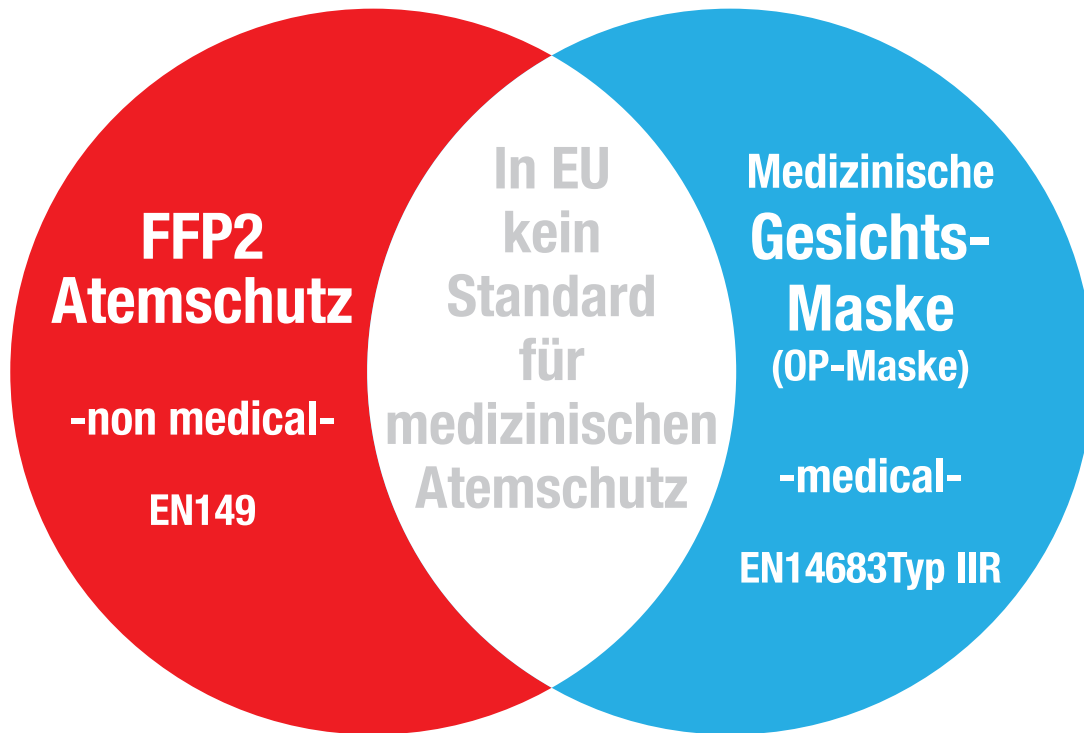 FFP2
Atemschutz
-non medical-
EN149
In EU
kein
Standard
für
medizinischen
Atemschutz
Medizinische
Gesichts-
Maske
(OP-Maske)
-medical-
EN14683Typ IIR